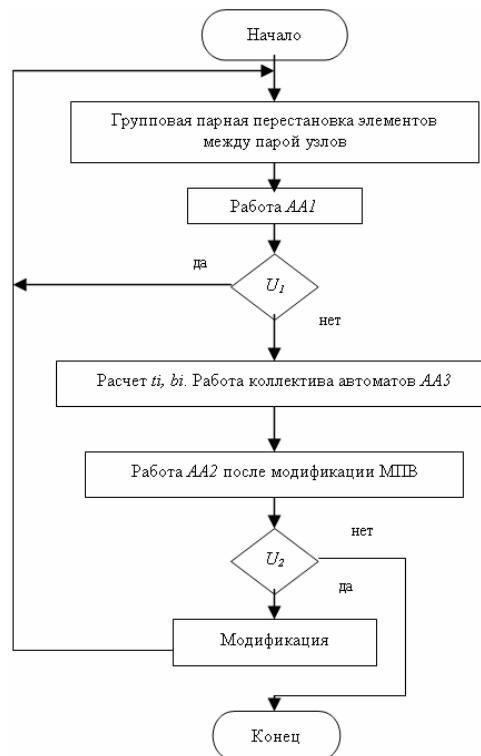 Начало
Групповая парная перестановка элементов
между парой узлов
Работа AA1
да
U1
нет
Расчет ti, bi. Работа коллектива автоматов AA3
Работа AA2 после модификации МПВ
нет
U2
да
Модификация
Конец